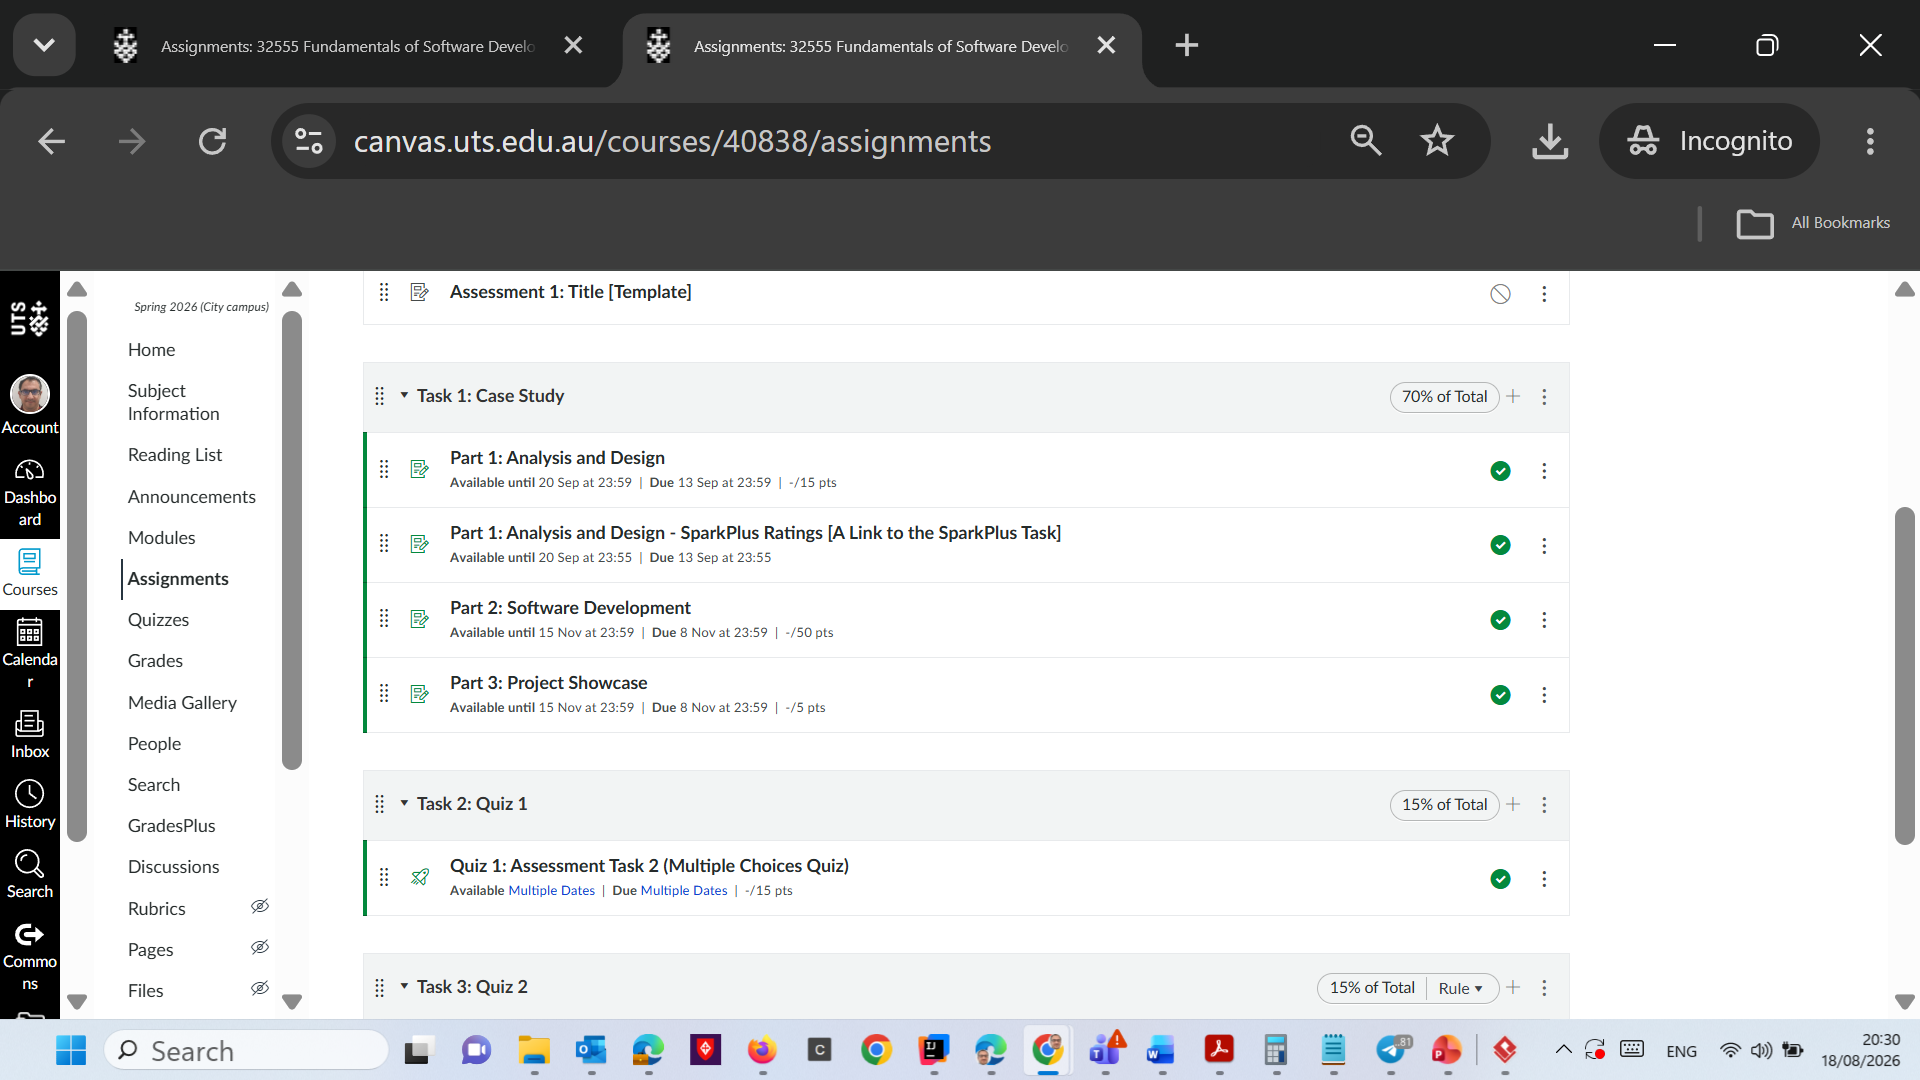 Assignments: 32555 Fundamentals of Software Develo
Assignments: 32555 Fundamentals of Software Develo
canvas.uts.edu.au/courses/40838/assignments
Incognito
All Bookmarks
UTS
Account
Dashbo
ard
Courses
Calenda
r
Inbox
History
Search
Commo
ns
Spring 2026 (City campus)
Home
Subject
Information
Reading List
Announcements
Modules
Assignments
Quizzes
Grades
Media Gallery
People
Search
GradesPlus
Discussions
Rubrics
Pages
Files
Assessment 1: Title [Template]
Task 1: Case Study
70% of Total
Part 1: Analysis and Design
Available until 20 Sep at 23:59 | Due 13 Sep at 23:59 | -/15 pts
Part 1: Analysis and Design - SparkPlus Ratings [A Link to the SparkPlus Task]
Available until 20 Sep at 23:55 | Due 13 Sep at 23:55
Part 2: Software Development
Available until 15 Nov at 23:59 | Due 8 Nov at 23:59 | -/50 pts
Part 3: Project Showcase
Available until 15 Nov at 23:59 | Due 8 Nov at 23:59 | -/5 pts
Task 2: Quiz 1
15% of Total
Quiz 1: Assessment Task 2 (Multiple Choices Quiz)
Available Multiple Dates | Due Multiple Dates | -/15 pts
Task 3: Quiz 2
15% of Total
Rule
Search
81
ENG
20:30
18/08/2026